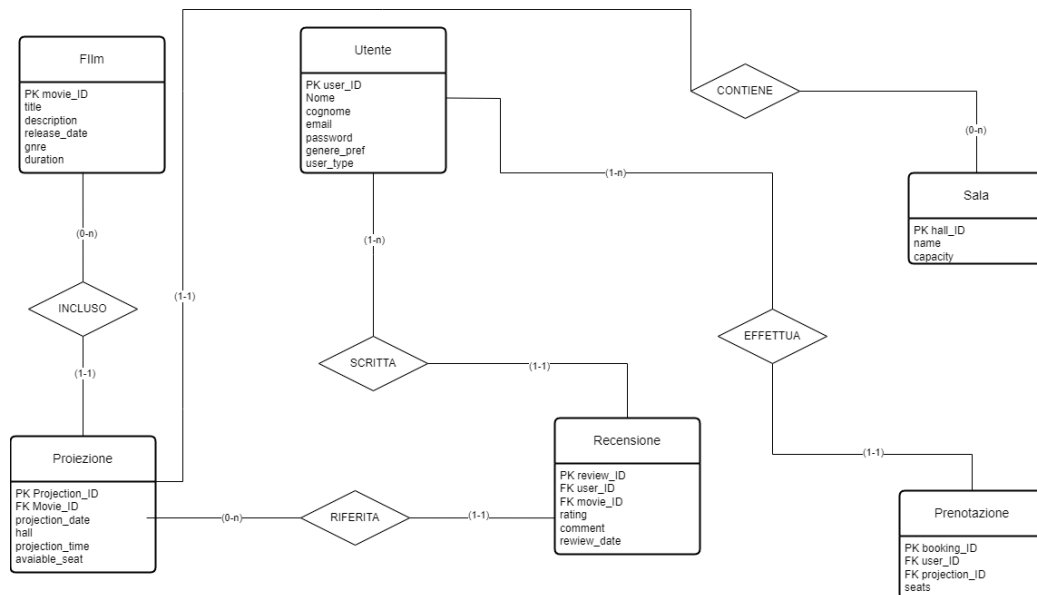 FIlm
PK movie_ID
title
description
release_date
gnre
duration
Utente
PK user_ID
Nome
cognome
email
password
genere_pref
user_type
CONTIENE
(0-n)
Sala
PK hall_ID
name
capacity
(1-n)
(0-n)
(1-n)
(1-1)
INCLUSO
EFFETTUA
SCRITTA
(1-1)
(1-1)
Proiezione
PK Projection_ID
FK Movie_ID
projection_date
hall
projection_time
avaiable_seat
(0-n)
RIFERITA
(1-1)
Recensione
PK review_ID
FK user_ID
FK movie_ID
rating
comment
rewiew_date
(1-1)
Prenotazione
PK booking_ID
FK user_ID
FK projection_ID
seats